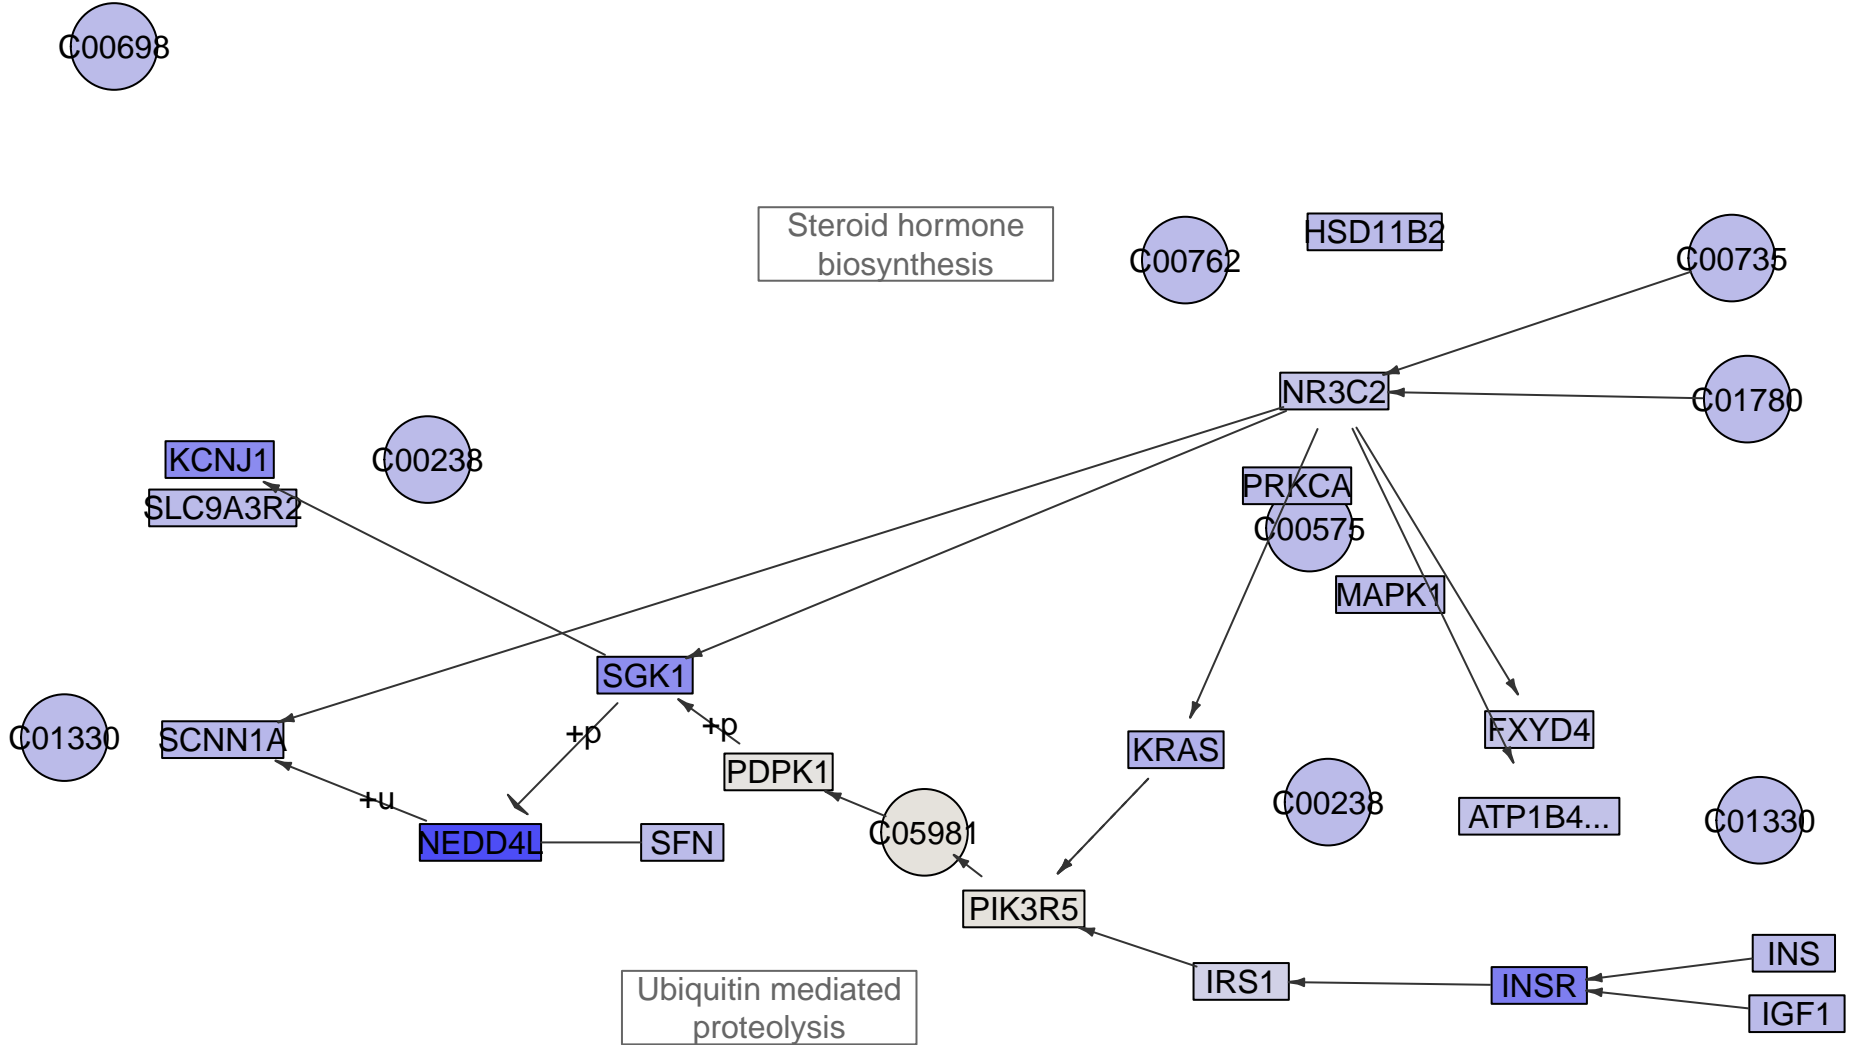 C00698
Steroid hormone
biosynthesis
C00762
HSD11B2
C00735
NR3C2
C01780
KCNJ1
C00238
SLC9A3R2
PRKCA
C00575
MAPK1
SGK1
C01330
SCNN1A
+p
+p
KRAS
FXYD4
PDPK1
+u
C00238
ATP1B4...
C01330
NEDD4L
SFN
C05981
PIK3R5
INS
IRS1
INSR
IGF1
Ubiquitin mediated
proteolysis